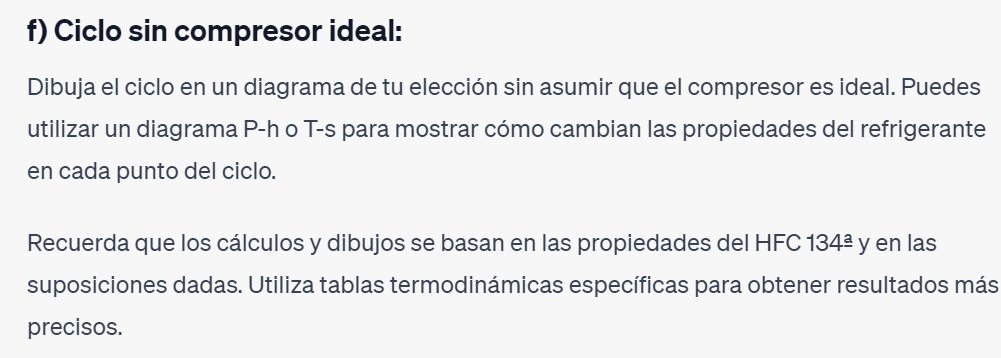 f) Ciclo sin compresor ideal:
Dibuja el ciclo en un diagrama de tu elección sin asumir que el compresor es ideal. Puedes
utilizar un diagrama P-h o T-s para mostrar cómo cambian las propiedades del refrigerante
en cada punto del ciclo.
Recuerda que los cálculos y dibujos se basan en las propiedades del HFC 134ª y en las
suposiciones dadas. Utiliza tablas termodinámicas específicas para obtener resultados más
precisos.